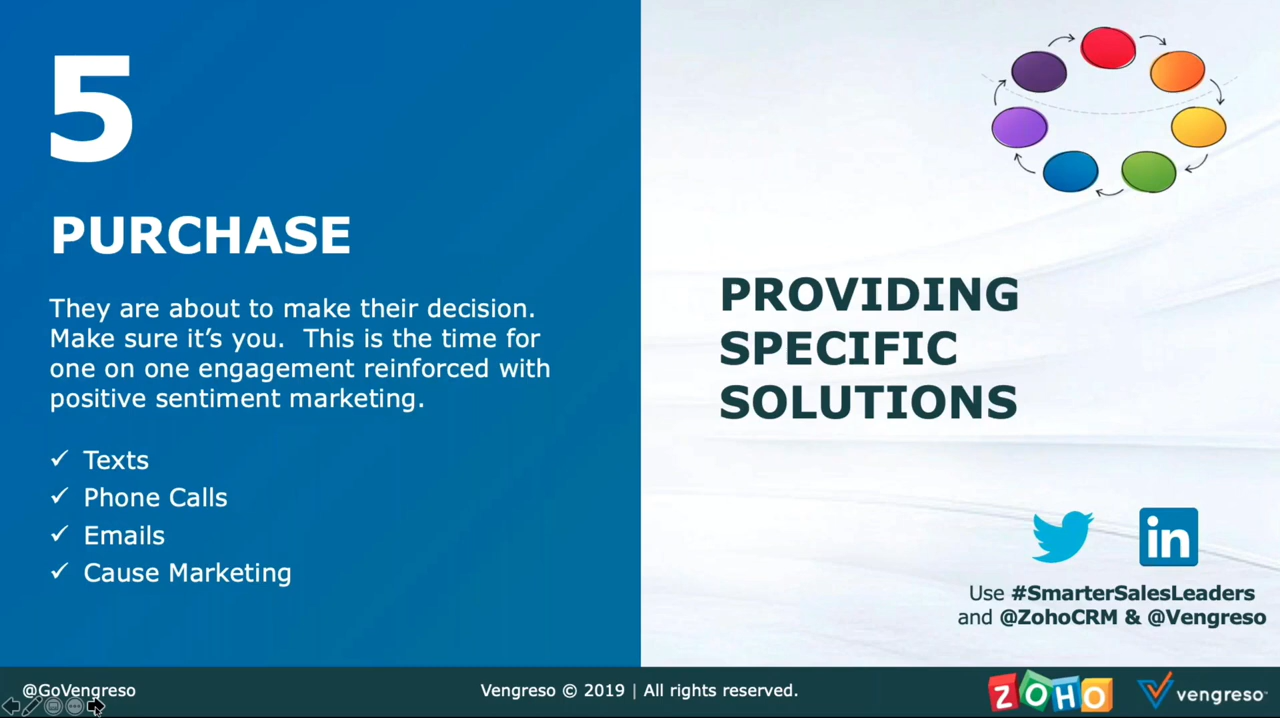 5
PURCHASE
They are about to make their decision.
Make sure it’s you.  This is the time for
one on one engagement reinforced with
positive sentiment marketing.
✓ Texts
✓ Phone Calls
✓ Emails
✓ Cause Marketing
PROVIDING
SPECIFIC
SOLUTIONS
in
Use #SmarterSalesLeaders
and @ZohoCRM & @Vengreso
@GoVengreso
Vengreso © 2019 | All rights reserved.
ZOHO
vengreso™